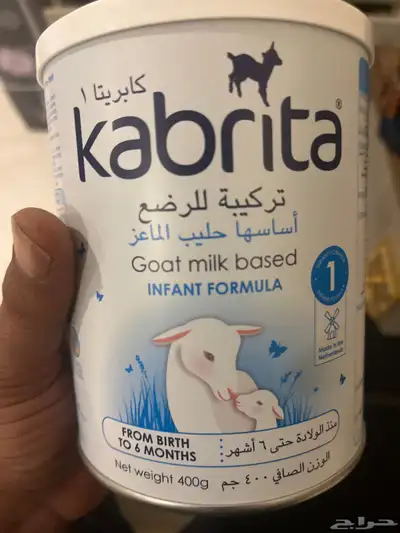 كابريتا ١
kabrita®
تركيبة للرضع
أساسها حليب الماعز
Goat milk based
INFANT FORMULA
1
Made in the
Netherlands
FROM BIRTH
TO 6 MONTHS
منذ الولادة حتى ٦ أشهر
Net weight 400g
الوزن الصافي ٤٠٠ جم
حراج